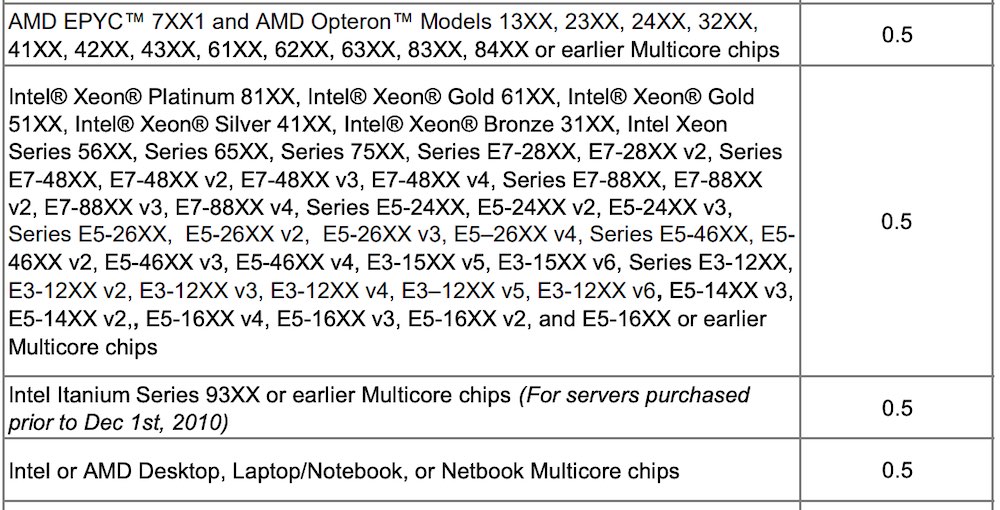 AMD EPYC™ 7XX1 and AMD Opteron™ Models 13XX, 23XX, 24XX, 32XX,
41XX, 42XX, 43XX, 61XX, 62XX, 63XX, 83XX, 84XX or earlier Multicore chips
0.5
Intel® Xeon® Platinum 81XX, Intel® Xeon® Gold 61XX, Intel® Xeon® Gold
51XX, Intel® Xeon® Silver 41XX, Intel® Xeon® Bronze 31XX, Intel Xeon
Series 56XX, Series 65XX, Series 75XX, Series E7-28XX, E7-28XX v2, Series
E7-48XX, E7-48XX v2, E7-48XX v3, E7-48XX v4, Series E7-88XX, E7-88XX
v2, E7-88XX v3, E7-88XX v4, Series E5-24XX, E5-24XX v2, E5-24XX v3,
Series E5-26XX, E5-26XX v2, E5-26XX v3, E5–26XX v4, Series E5-46XX, E5-
46XX v2, E5-46XX v3, E5-46XX v4, E3-15XX v5, E3-15XX v6, Series E3-12XX,
E3-12XX v2, E3-12XX v3, E3-12XX v4, E3–12XX v5, E3-12XX v6, E5-14XX v3,
E5-14XX v2,, E5-16XX v4, E5-16XX v3, E5-16XX v2, and E5-16XX or earlier
Multicore chips
0.5
Intel Itanium Series 93XX or earlier Multicore chips (For servers purchased
prior to Dec 1st, 2010)
0.5
Intel or AMD Desktop, Laptop/Notebook, or Netbook Multicore chips
0.5